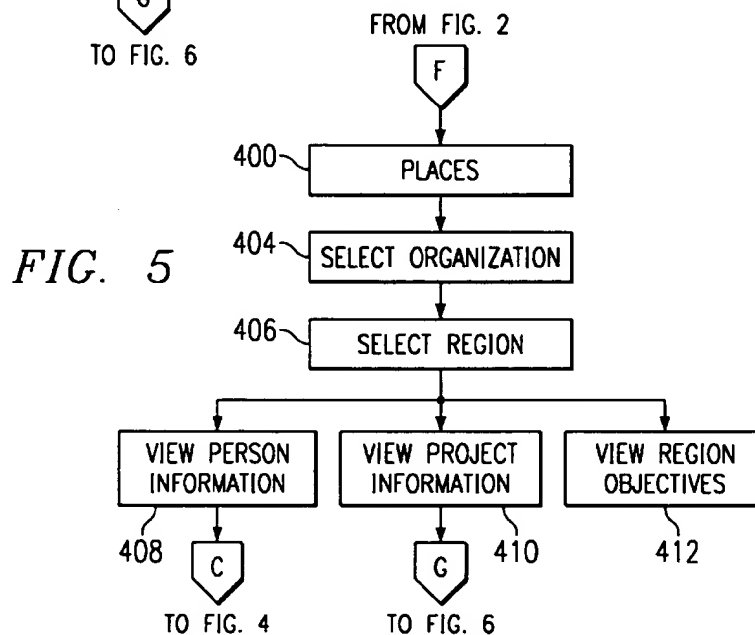 TO FIG. 6
FROM FIG. 2
F
400
PLACES
FIG. 5
404
SELECT ORGANIZATION
406
SELECT REGION
VIEW PERSON
INFORMATION
VIEW PROJECT
INFORMATION
VIEW REGION
OBJECTIVES
408
410
412
C
G
TO FIG. 4
TO FIG. 6